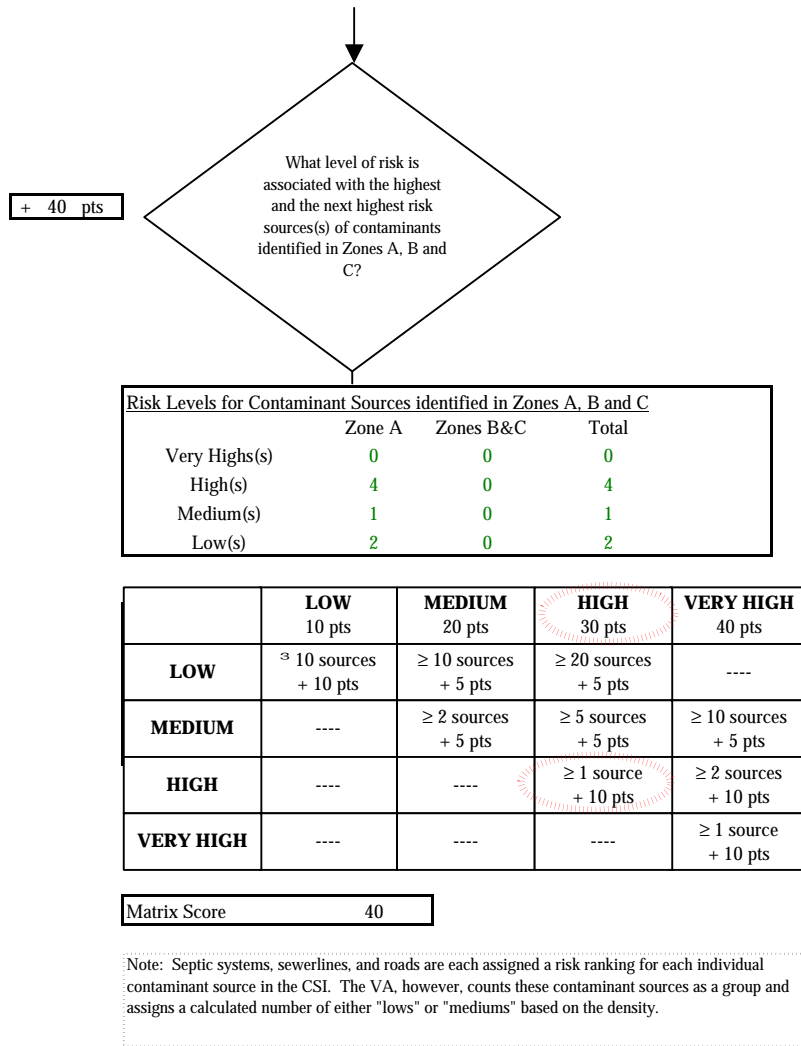 What level of risk is
associated with the highest
and the next highest risk
sources(s) of contaminants
identified in Zones A, B and
C?
+ 40 pts
Risk Levels for Contaminant Sources identified in Zones A, B and C
Zone A Zones B&C Total
Very Highs(s) 0 0 0
High(s) 4 0 4
Medium(s) 1 0 1
Low(s) 2 0 2
LOW MEDIUM HIGH VERY HIGH
10 pts 20 pts 30 pts 40 pts
LOW ³ 10 sources ≥ 10 sources ≥ 20 sources ----
+ 10 pts + 5 pts + 5 pts
MEDIUM ---- ≥ 2 sources ≥ 5 sources ≥ 10 sources
+ 5 pts + 5 pts + 5 pts
HIGH ---- ---- ≥ 1 source ≥ 2 sources
+ 10 pts + 10 pts
VERY HIGH ---- ---- ---- ≥ 1 source
+ 10 pts
Matrix Score 40
Note: Septic systems, sewerlines, and roads are each assigned a risk ranking for each individual
contaminant source in the CSI. The VA, however, counts these contaminant sources as a group and
assigns a calculated number of either "lows" or "mediums" based on the density.